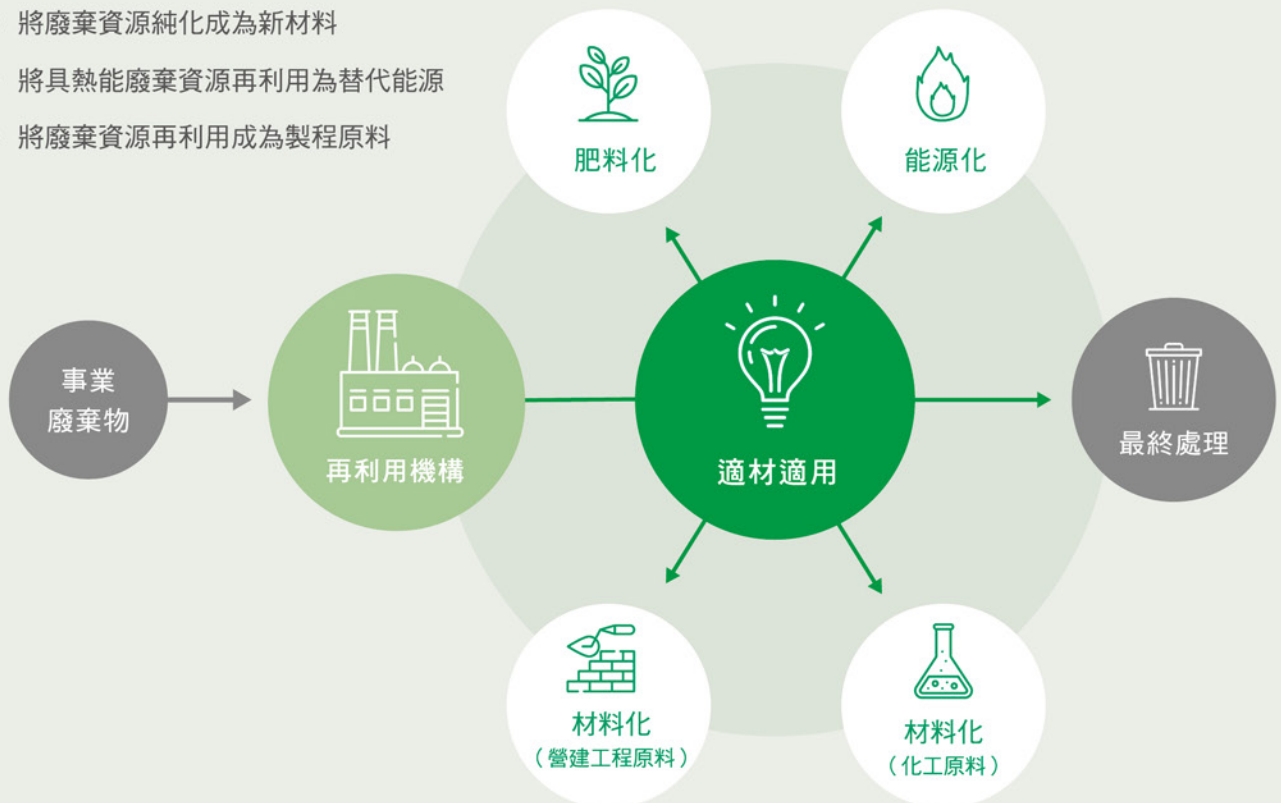 將廢棄資源純化成為新材料
將具熱能廢棄資源再利用為替代能源
將廢棄資源再利用成為製程原料
肥料化
能源化
事業
廢棄物
再利用機構
適材適用
最終處理
材料化
（營建工程原料）
材料化
（化工原料）